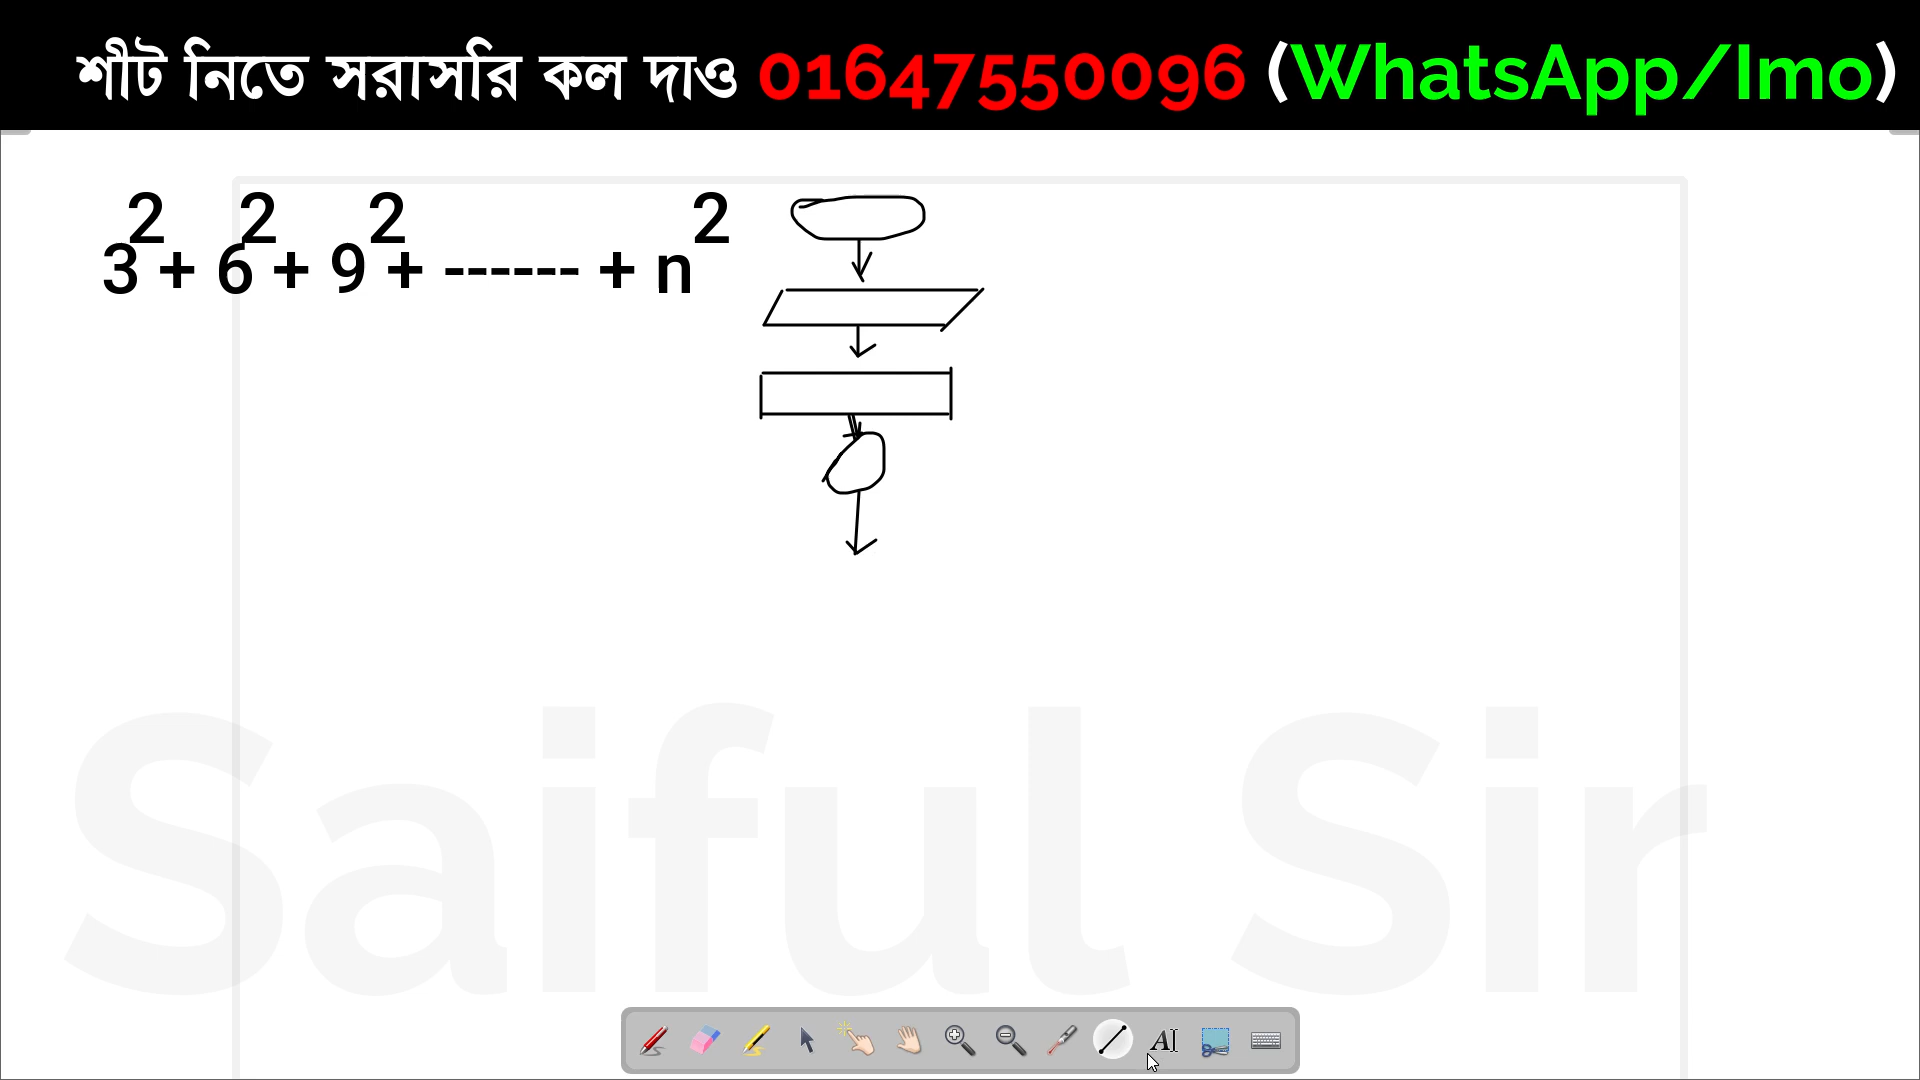 শীট নিতে সরাসরি কল দাও 01647550096 (WhatsApp/Imo)
3² + 6² + 9² + ------ + n²
Saiful Sir